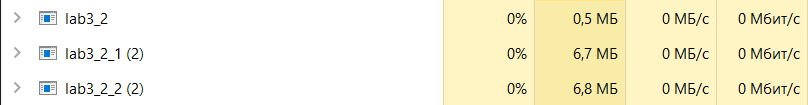 lab3_2 0% 0,5 МБ 0 МБ/с 0 Мбит/с
lab3_2_1 (2) 0% 6,7 МБ 0 МБ/с 0 Мбит/с
lab3_2_2 (2) 0% 6,8 МБ 0 МБ/с 0 Мбит/с